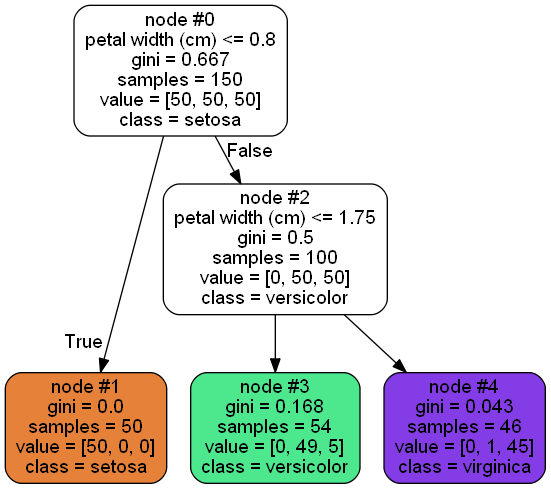 node #0
petal width (cm) <= 0.8
gini = 0.667
samples = 150
value = [50, 50, 50]
class = setosa
False
node #2
petal width (cm) <= 1.75
gini = 0.5
samples = 100
value = [0, 50, 50]
class = versicolor
True
node #1
gini = 0.0
samples = 50
value = [50, 0, 0]
class = setosa
node #3
gini = 0.168
samples = 54
value = [0, 49, 5]
class = versicolor
node #4
gini = 0.043
samples = 46
value = [0, 1, 45]
class = virginica